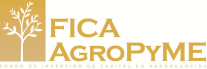 FICA
AGROPYME
FONDO DE INVERSIÓN DE CAPITAL EN AGRONEGOCIOS